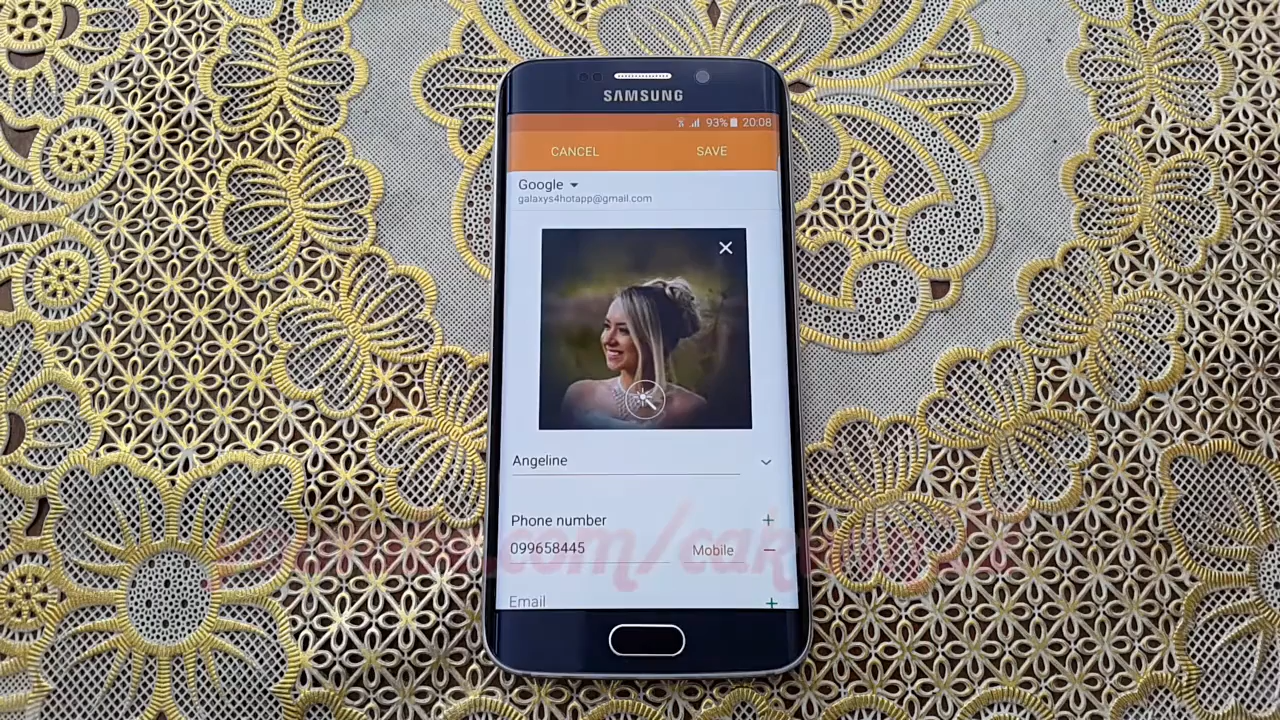 SAMSUNG
93% 20:08
CANCEL SAVE
Google
galaxys4hotapp@gmail.com
Angeline
Phone number
099658445 Mobile
Email